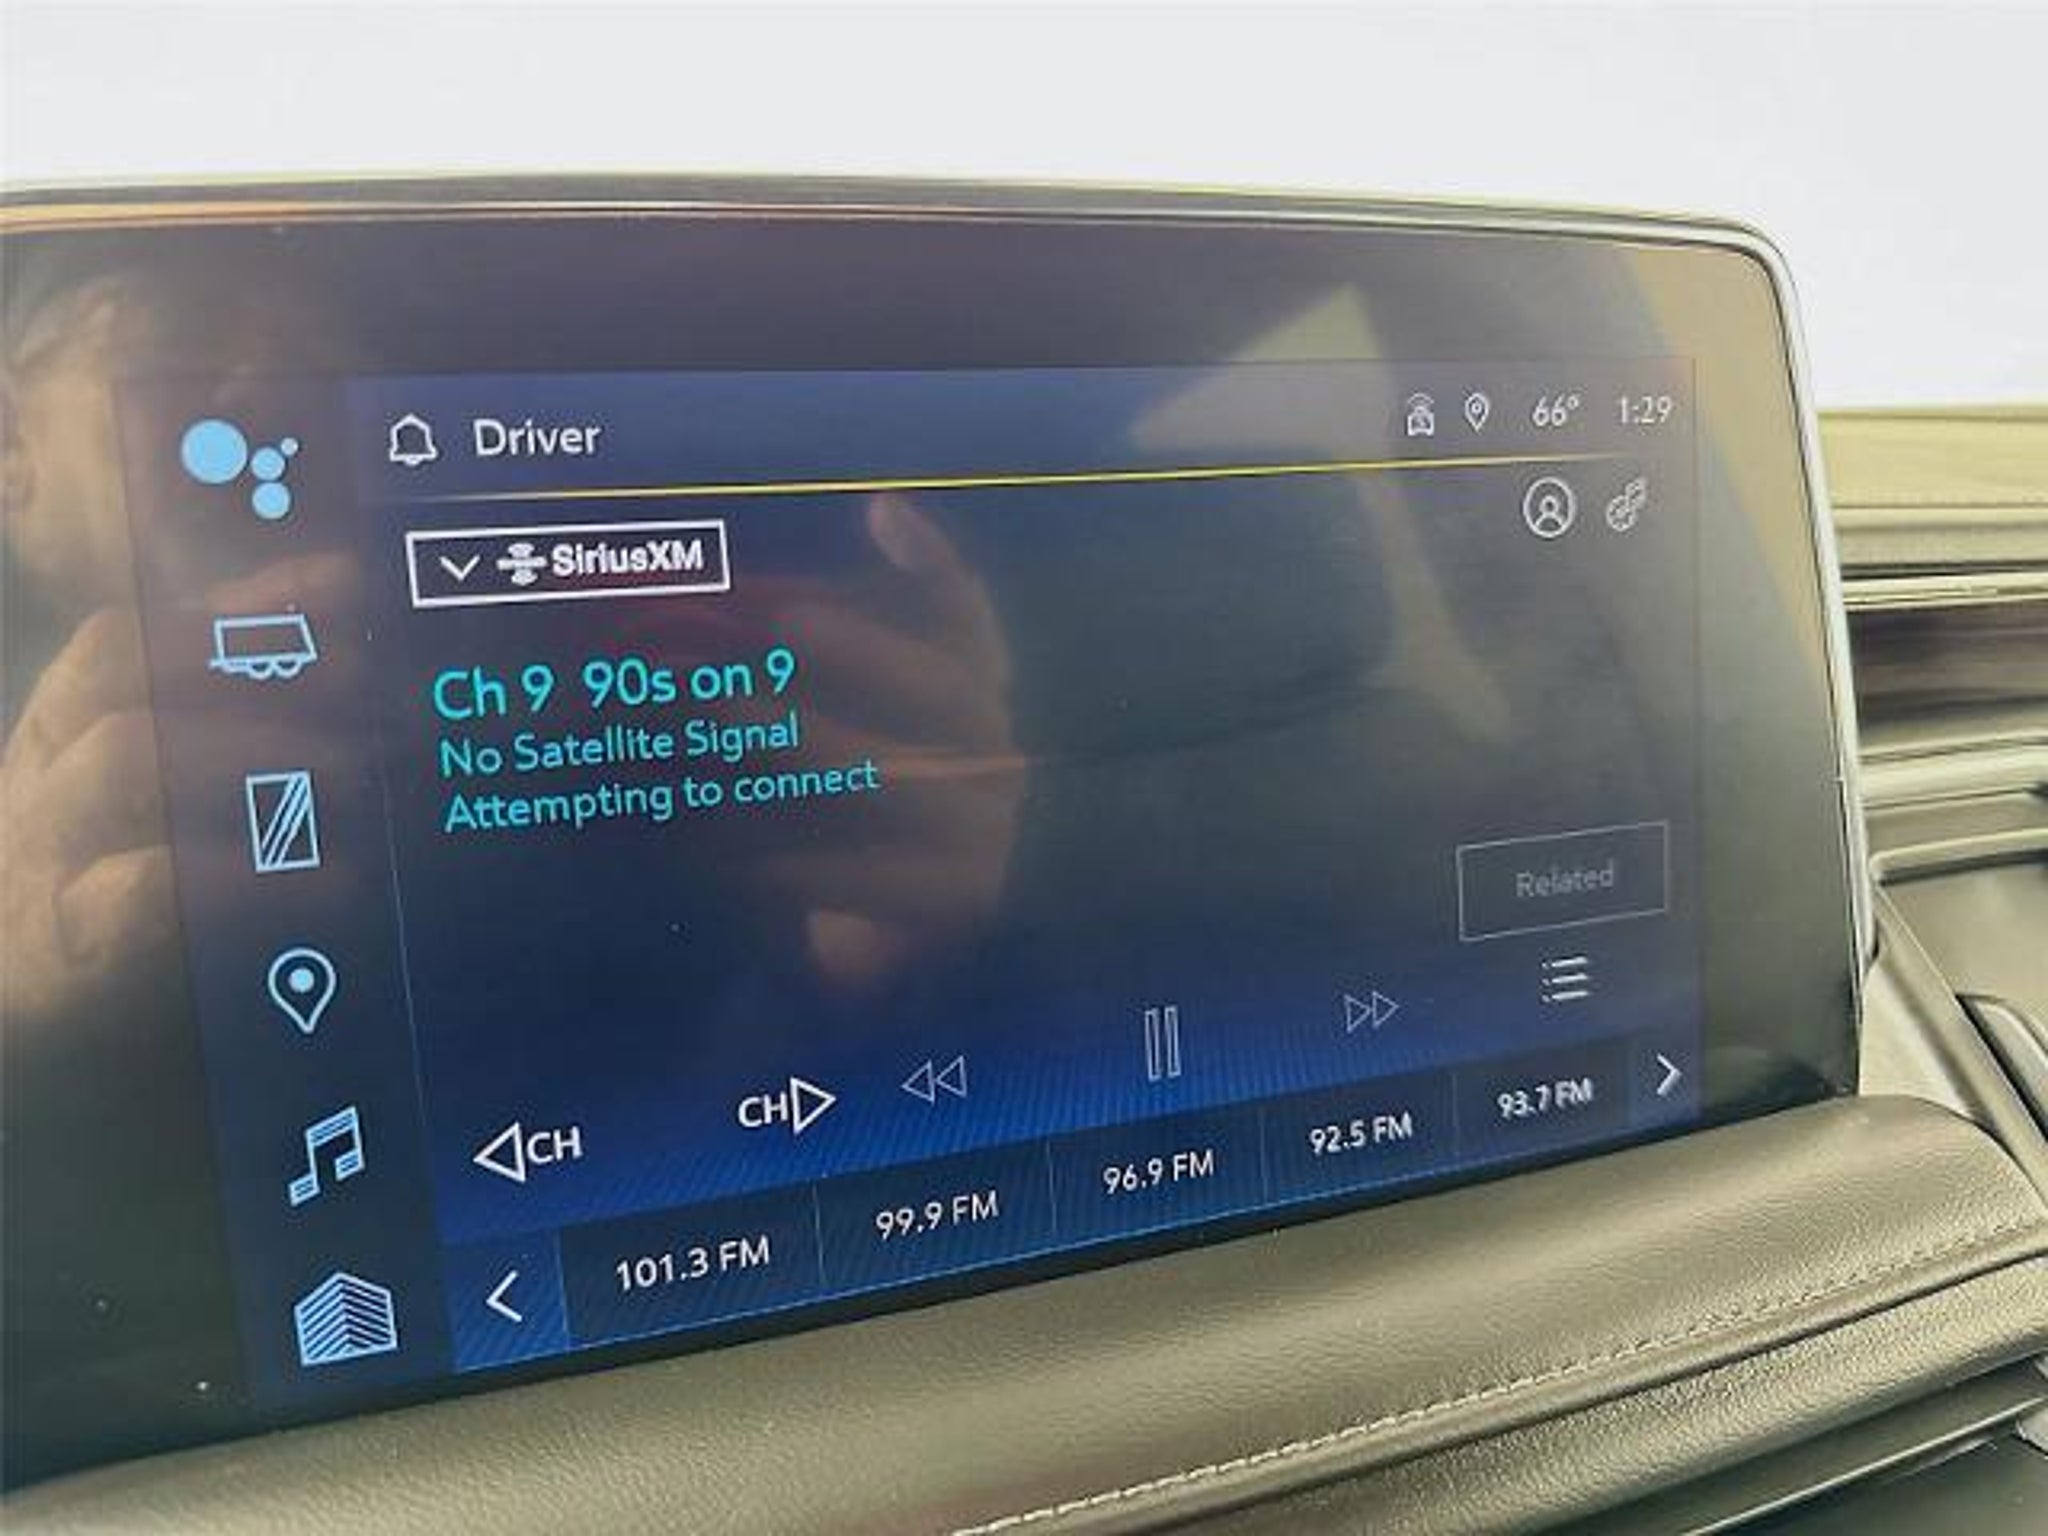 Driver
66° 1:29
SiriusXM
Ch 9 90s on 9
No Satellite Signal
Attempting to connect
Related
CH CH
101.3 FM 99.9 FM 96.9 FM 92.5 FM 93.7 FM